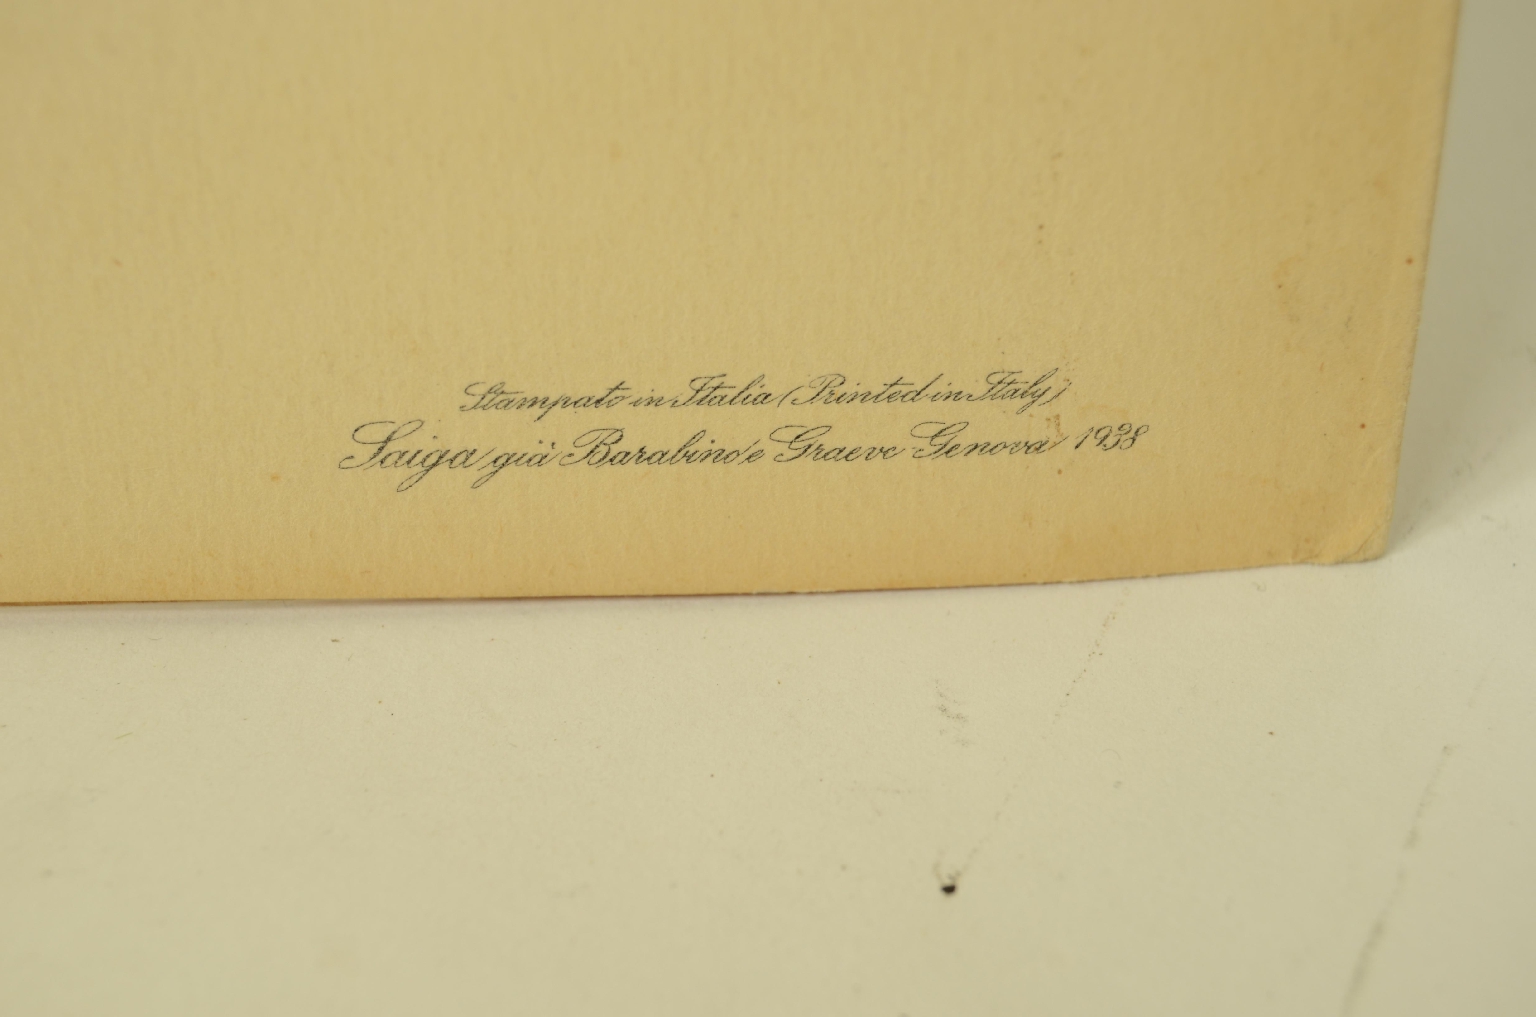 Stampato in Italia (Printed in Italy)
Saiga già Barabino e Graeve - Genova 1938